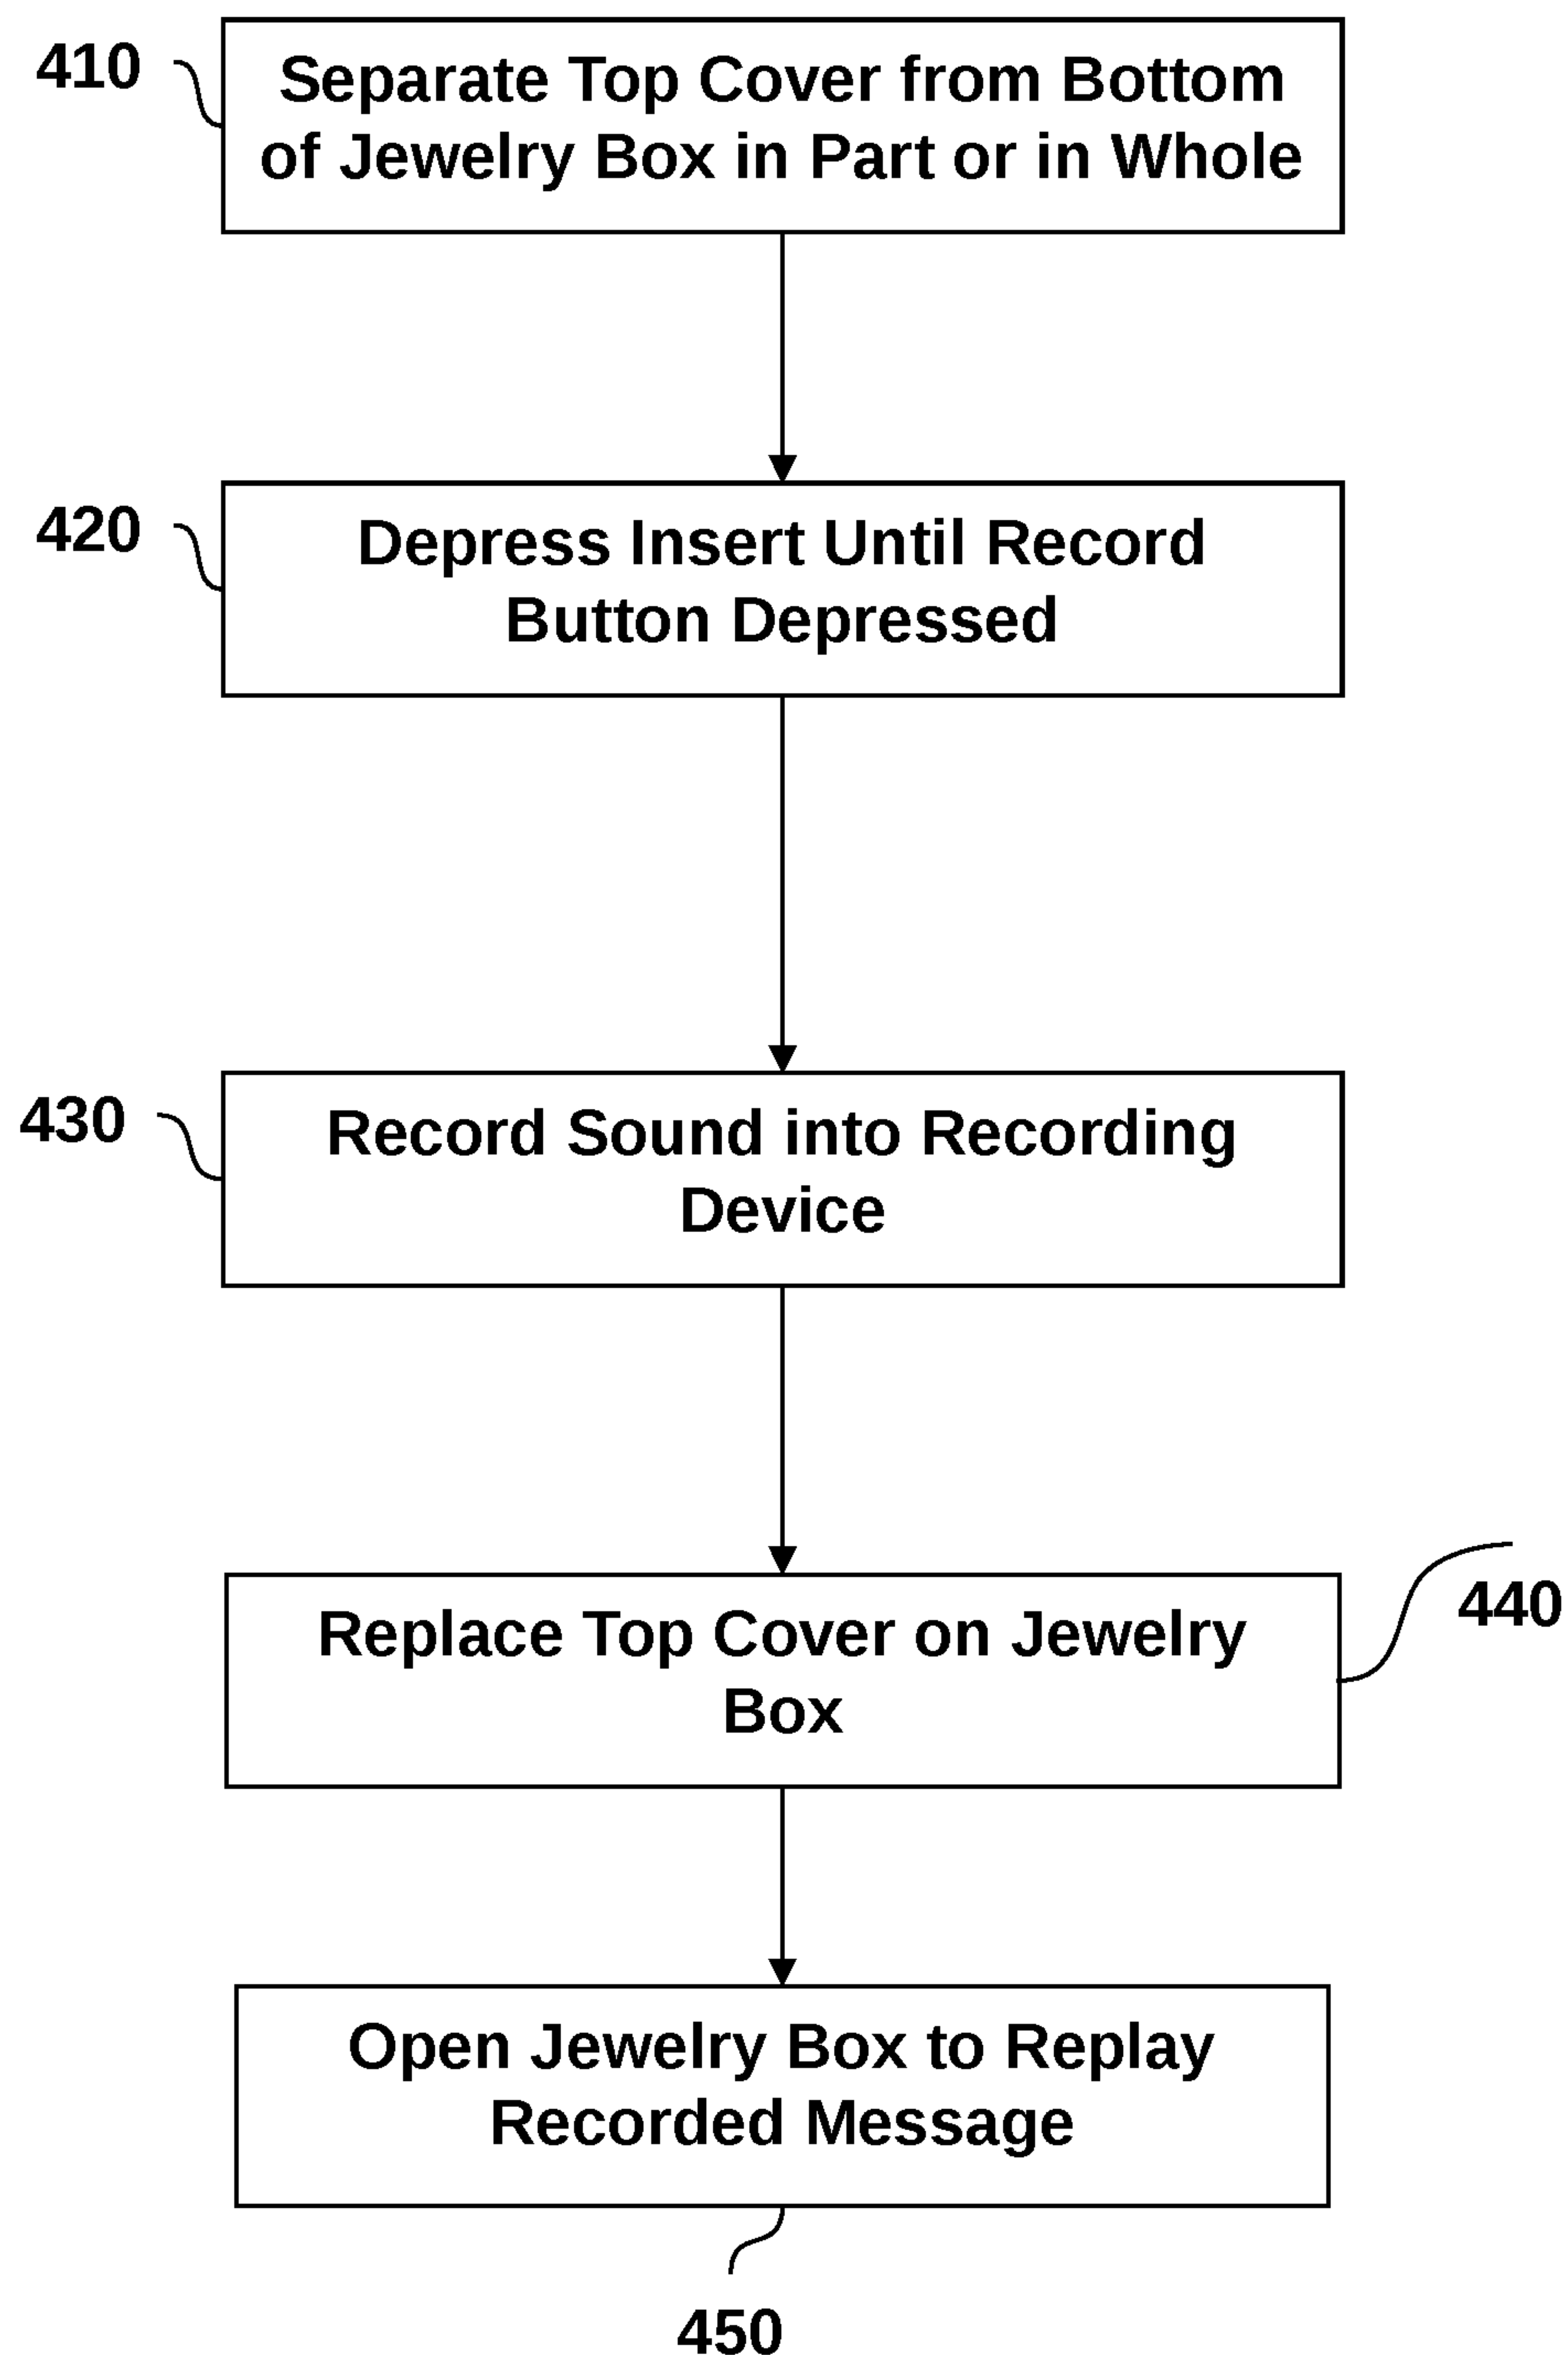 410
Separate Top Cover from Bottom
of Jewelry Box in Part or in Whole
420
Depress Insert Until Record
Button Depressed
430
Record Sound into Recording
Device
Replace Top Cover on Jewelry
Box
440
Open Jewelry Box to Replay
Recorded Message
450